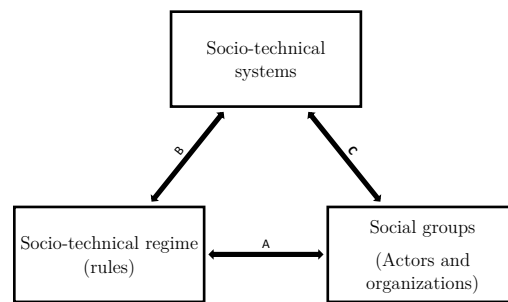 Socio-technical
systems
B
C
Socio-technical regime
(rules)
A
Social groups
(Actors and
organizations)